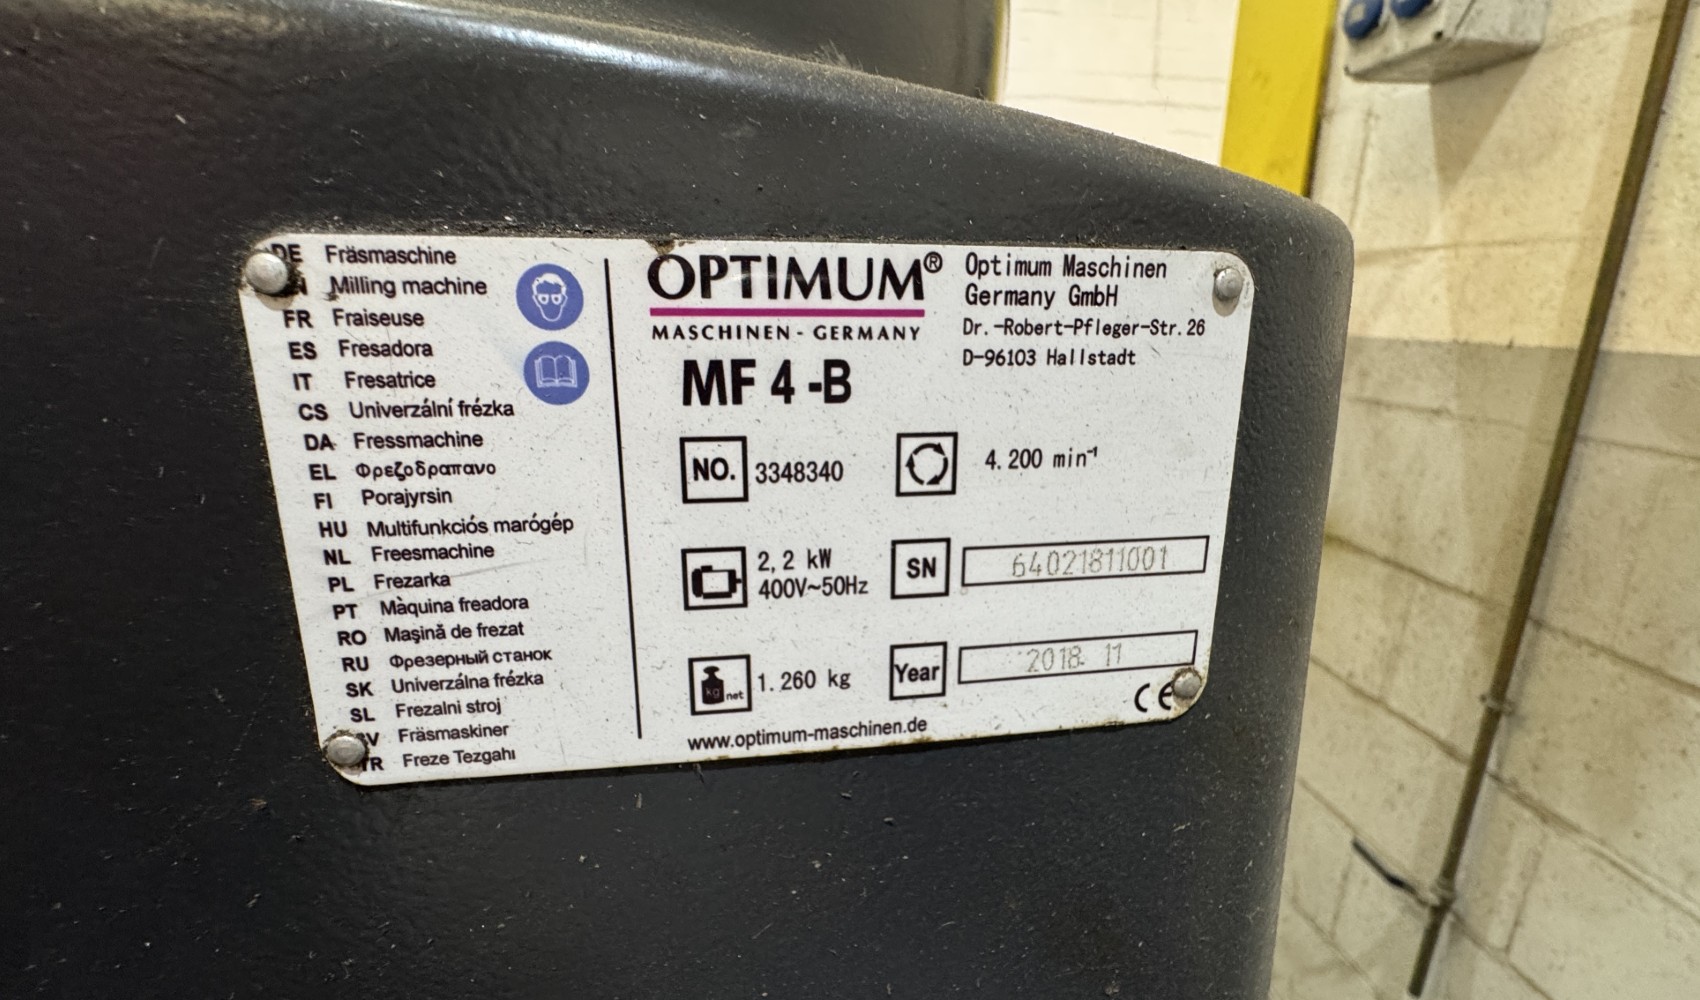 DE Fräsmaschine
Milling machine
FR Fraiseuse
ES Fresadora
IT Fresatrice
CS Univerzální frézka
DA Fressmachine
EL Φρεζοδραπανο
FI Porajyrsin
HU Multifunkciós marógép
NL Freesmachine
PL Frezarka
PT Màquina freadora
RO Maşină de frezat
RU Фрезерный станок
SK Univerzálna frézka
SL Frezalni stroj
SV Fräsmaskiner
TR Freze Tezgahı
OPTIMUM®
MASCHINEN - GERMANY
Optimum Maschinen
Germany GmbH
Dr.-Robert-Pfleger-Str. 26
D-96103 Hallstadt
MF 4 -B
NO. 3348340
4.200 min⁻¹
2,2 kW
400V~50Hz
SN 64021811001
kg net 1.260 kg
Year 2018. 11
CE
www.optimum-maschinen.de